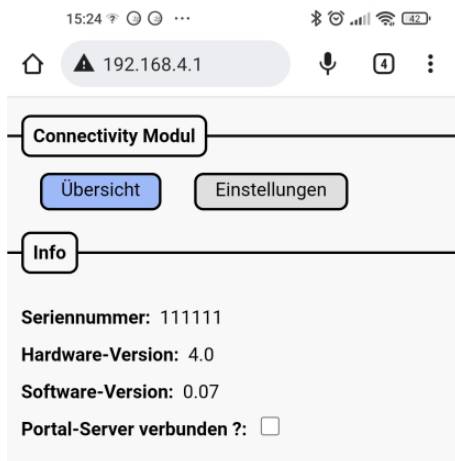 15:24
42
192.168.4.1
4
Connectivity Modul
Übersicht Einstellungen
Info
Seriennummer: 111111
Hardware-Version: 4.0
Software-Version: 0.07
Portal-Server verbunden ?: